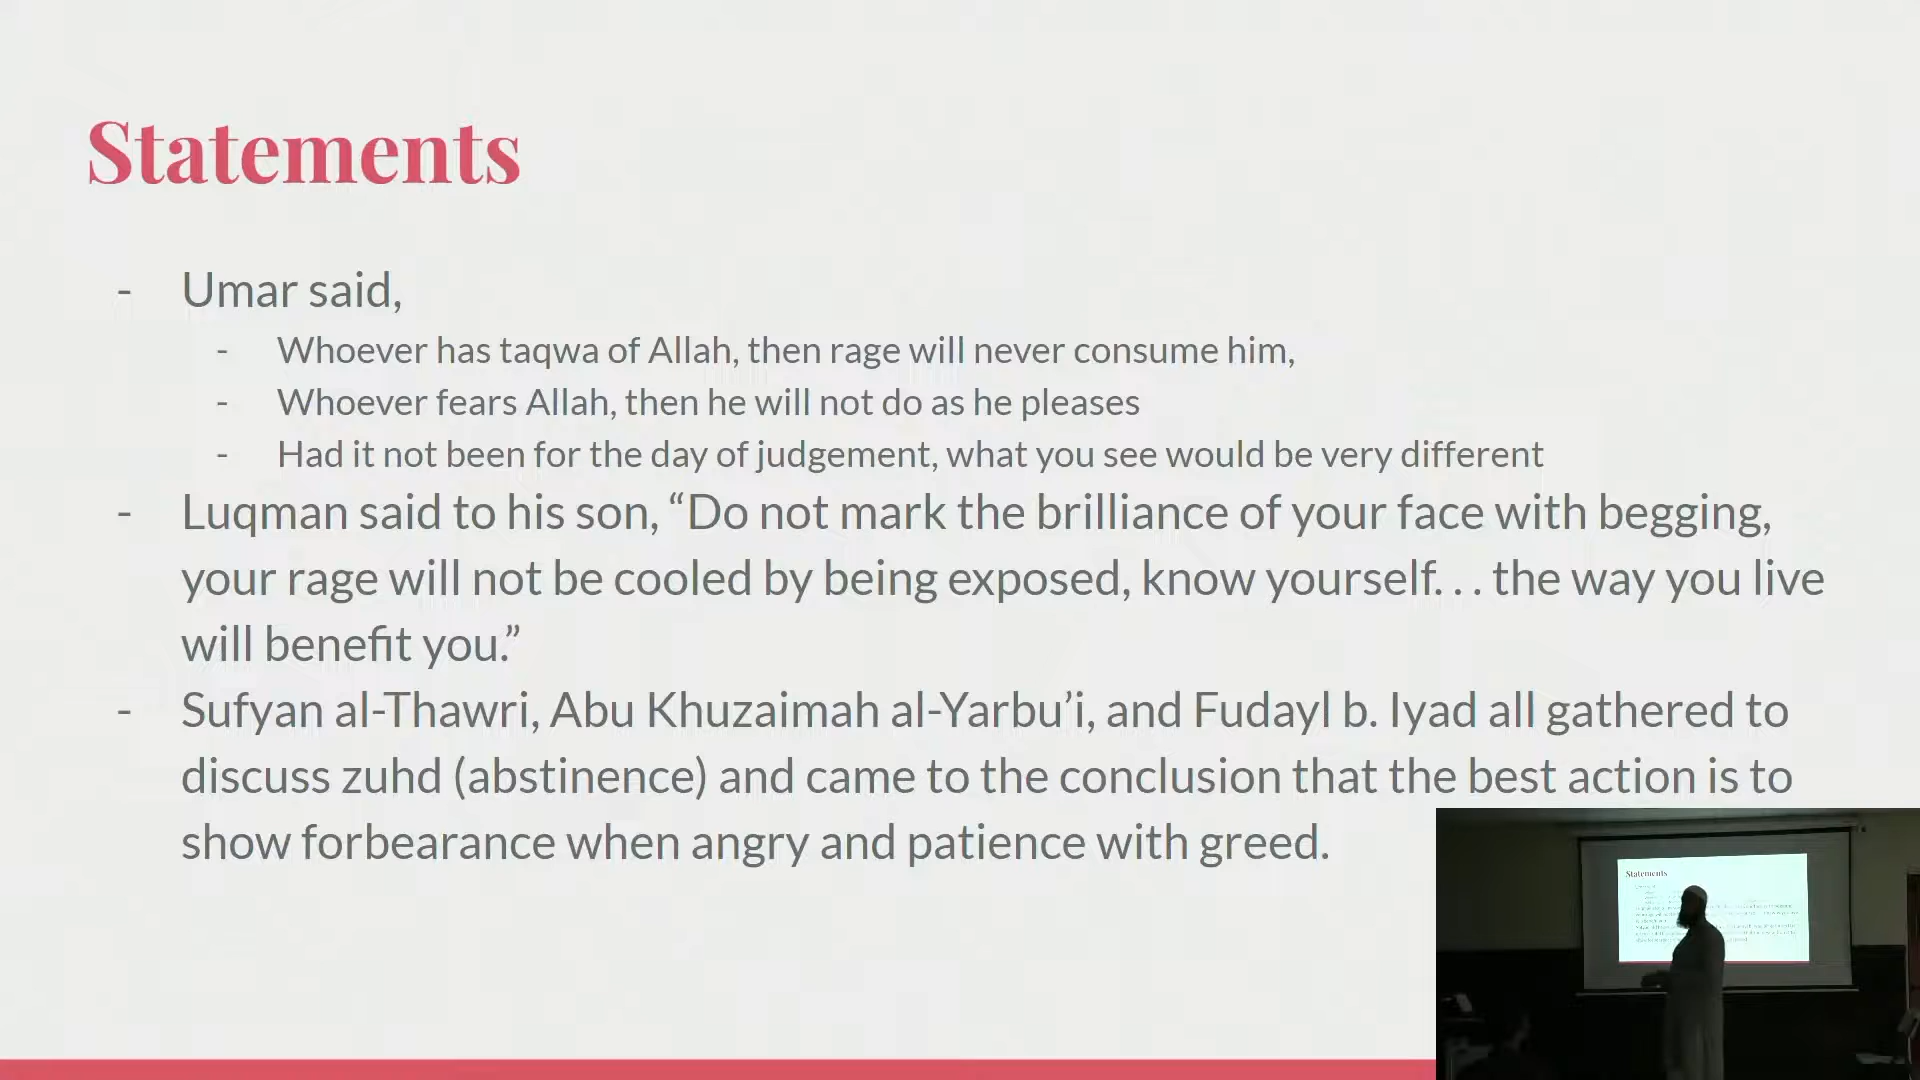 Statements
- Umar said,
- Whoever has taqwa of Allah, then rage will never consume him,
- Whoever fears Allah, then he will not do as he pleases
- Had it not been for the day of judgement, what you see would be very different
- Luqman said to his son, “Do not mark the brilliance of your face with begging,
your rage will not be cooled by being exposed, know yourself. . . the way you live
will benefit you.”
- Sufyan al-Thawri, Abu Khuzaimah al-Yarbu’i, and Fudayl b. Iyad all gathered to
discuss zuhd (abstinence) and came to the conclusion that the best action is to
show forbearance when angry and patience with greed.
Statements